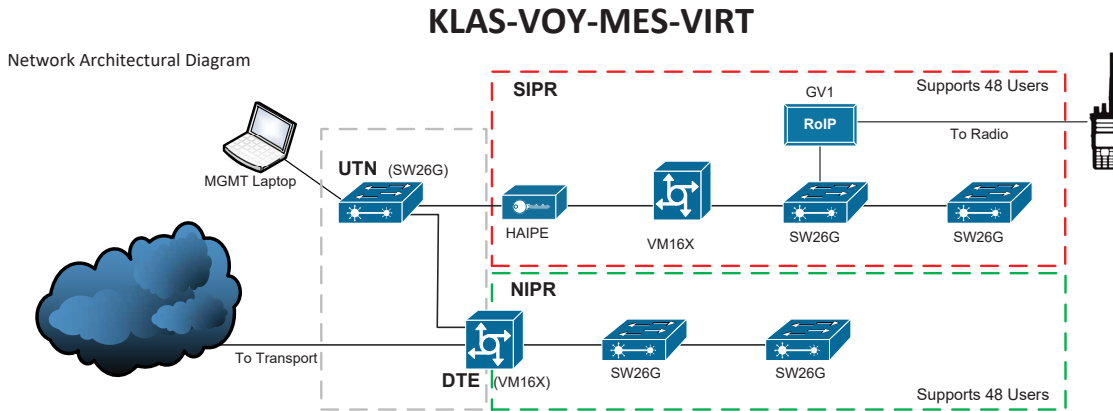 KLAS-VOY-MES-VIRT
Network Architectural Diagram
SIPR
Supports 48 Users
GV1
RoIP
To Radio
MGMT Laptop
UTN (SW26G)
HAIPE
VM16X
SW26G
SW26G
NIPR
To Transport
DTE (VM16X)
SW26G
SW26G
Supports 48 Users